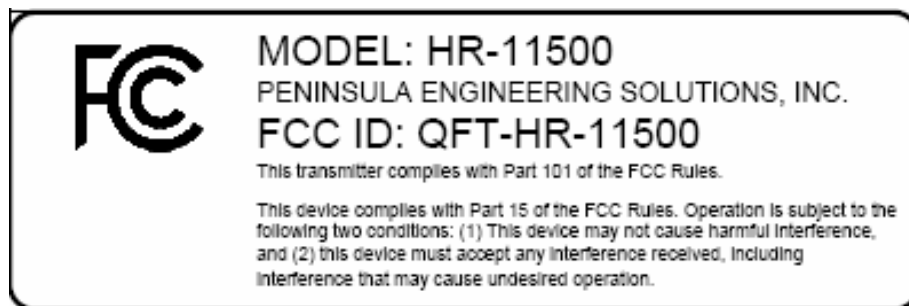 FCC
MODEL: HR-11500
PENINSULA ENGINEERING SOLUTIONS, INC.
FCC ID: QFT-HR-11500
This transmitter complies with Part 101 of the FCC Rules.
This device complies with Part 15 of the FCC Rules. Operation is subject to the
following two conditions: (1) This device may not cause harmful interference,
and (2) this device must accept any interference received, including
interference that may cause undesired operation.